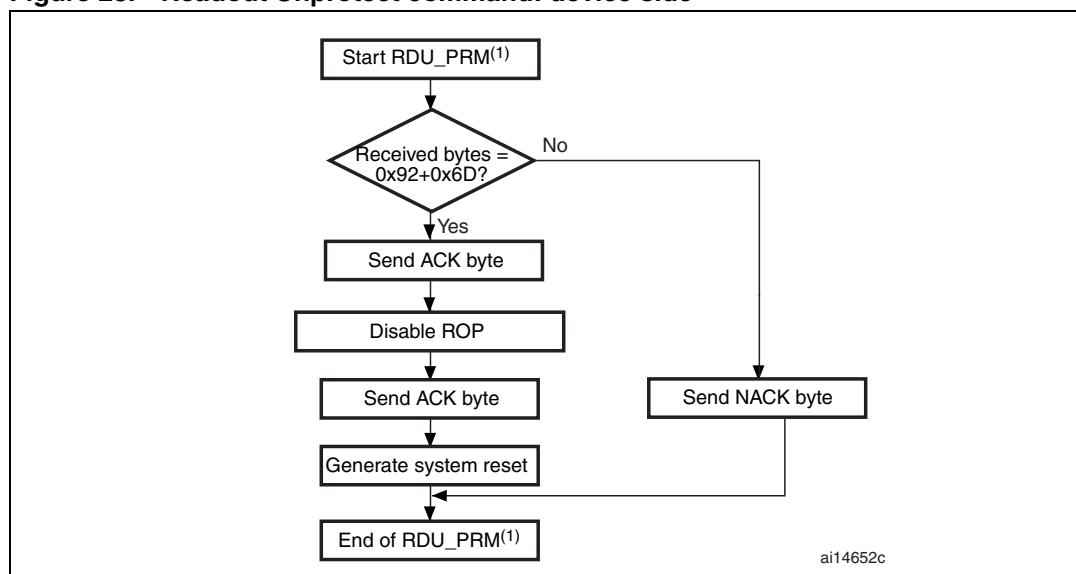 Figure Readout Unprotect command: device side
Start RDU_PRM(1)
Received bytes =
0x92+0x6D?
No
Yes
Send ACK byte
Disable ROP
Send ACK byte
Send NACK byte
Generate system reset
End of RDU_PRM(1)
ai14652c